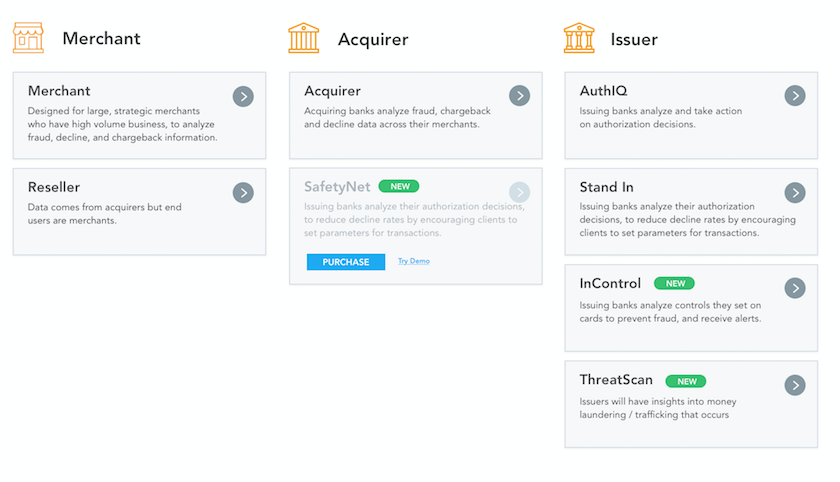 Merchant
Merchant
Designed for large, strategic merchants
who have high volume business, to analyze
fraud, decline, and chargeback information.
Reseller
Data comes from acquirers but end
users are merchants.
Acquirer
Acquirer
Acquiring banks analyze fraud, chargeback
and decline data across their merchants.
SafetyNet NEW
Issuing banks analyze their authorization decisions,
to reduce decline rates by encouraging clients to
set parameters for transactions.
PURCHASE Try Demo
Issuer
AuthIQ
Issuing banks analyze and take action
on authorization decisions.
Stand In
Issuing banks analyze their authorization
decisions, to reduce decline rates by encouraging
clients to set parameters for transactions.
InControl NEW
Issuing banks analyze controls they set on
cards to prevent fraud, and receive alerts.
ThreatScan NEW
Issuers will have insights into money
laundering / trafficking that occurs